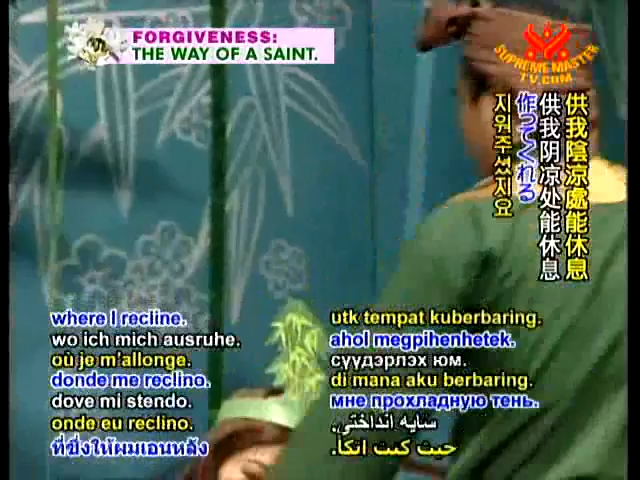 FORGIVENESS:
THE WAY OF A SAINT.
SUPREME MASTER
TV.COM
供我陰涼處能休息
供我阴凉处能休息
作ってくれる
지워주셨지요
where I recline.
wo ich mich ausruhe.
où je m'allonge.
donde me reclino.
dove mi stendo.
onde eu reclino.
ที่ซึ่งให้ผมเอนหลัง
utk tempat kuberbaring.
ahol megpihenhetek.
сүүдэрлэх юм.
di mana aku berbaring.
мне прохладную тень.
سایه انداختی.
حيث كنت اتكأ.